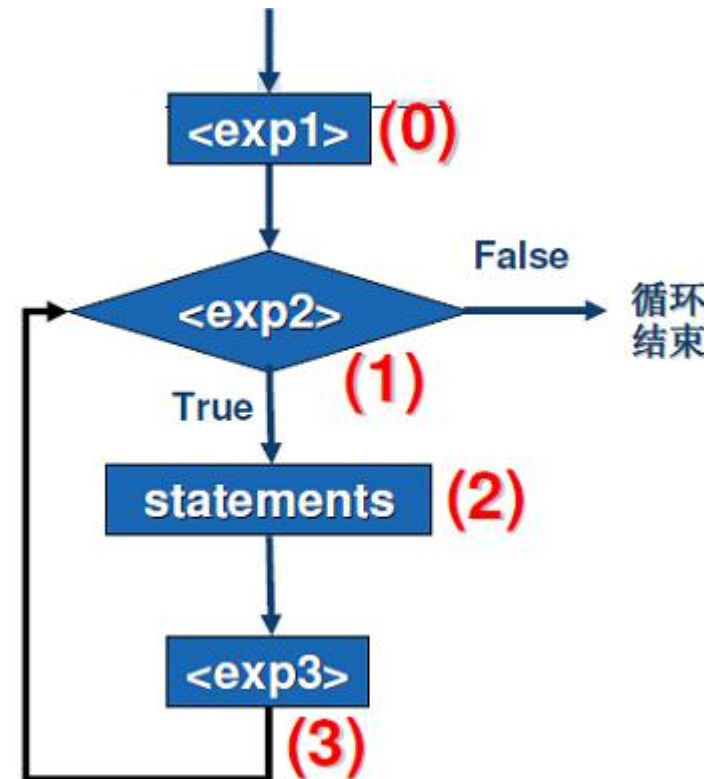 <exp1> (0)
False
<exp2>
循环
结束
(1)
True
statements (2)
<exp3>
(3)